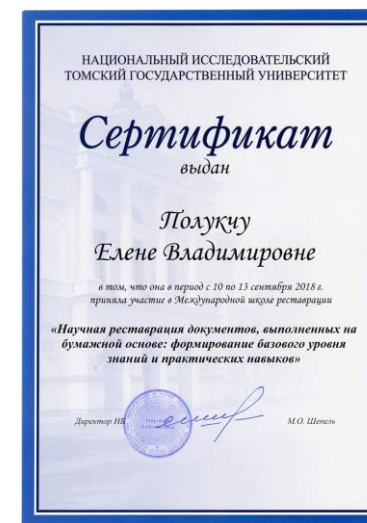 НАЦИОНАЛЬНЫЙ ИССЛЕДОВАТЕЛЬСКИЙ
ТОМСКИЙ ГОСУДАРСТВЕННЫЙ УНИВЕРСИТЕТ
Сертификат
выдан
Полукчу
Елене Владимировне
в том, что она в период с 10 по 13 сентября 2018 г.
приняла участие в Международной школе реставрации
«Научная реставрация документов, выполненных на
бумажной основе: формирование базового уровня
знаний и практических навыков»
Директор НБ
М.О. Шепель